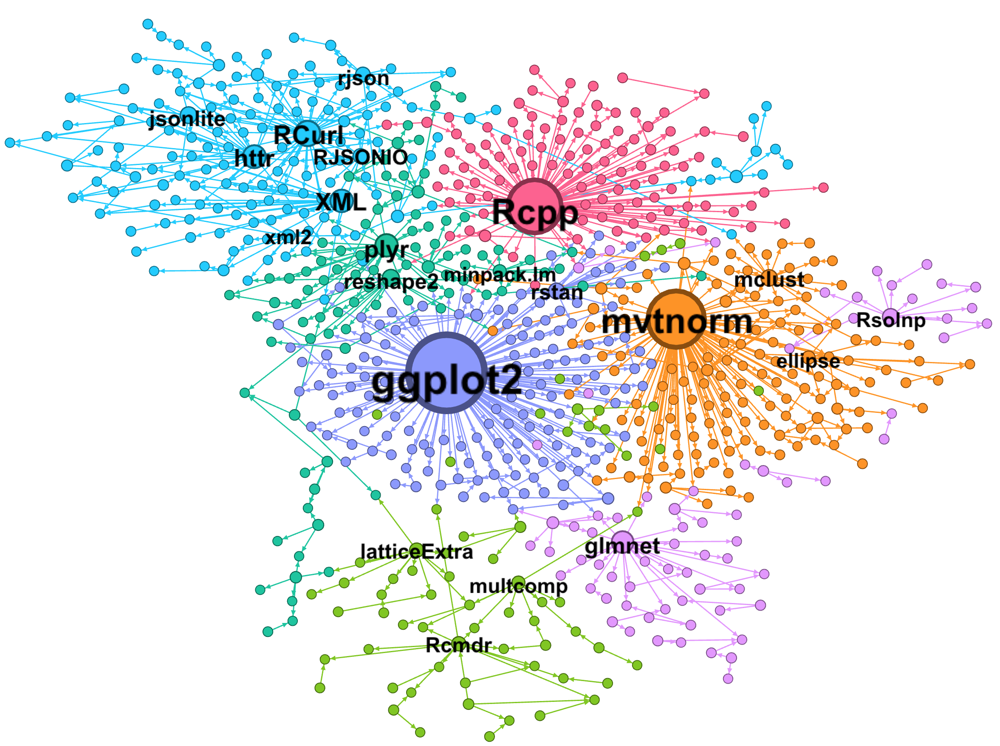 rjson
jsonlite
RCurl
httr
RJSONIO
XML
Rcpp
xml2
plyr
reshape2
minpack.lm
rstan
mclust
mvtnorm
Rsolnp
ellipse
ggplot2
latticeExtra
glmnet
multcomp
Rcmdr